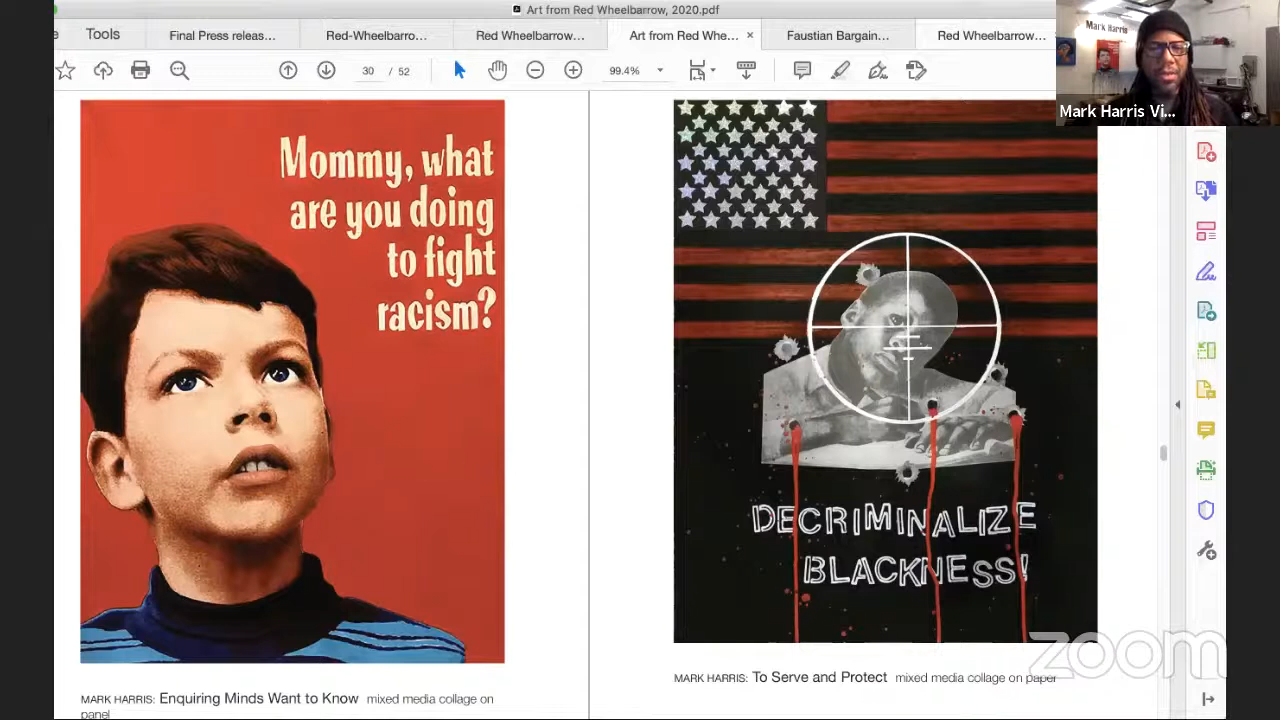 Art from Red Wheelbarrow, 2020.pdf
Tools
Final Press releas...
Red-Wheelbarro...
Red Wheelbarrow...
Art from Red Whe...
Faustian Bargain...
Red Wheelbarrow...
30 / 52
99.4%
Mark Harris
Mark Harris Vi...
Mommy, what
are you doing
to fight
racism?
DECRIMINALIZE
BLACKNESS!
MARK HARRIS: Enquiring Minds Want to Know mixed media collage on
panel
MARK HARRIS: To Serve and Protect mixed media collage on paper
zoom